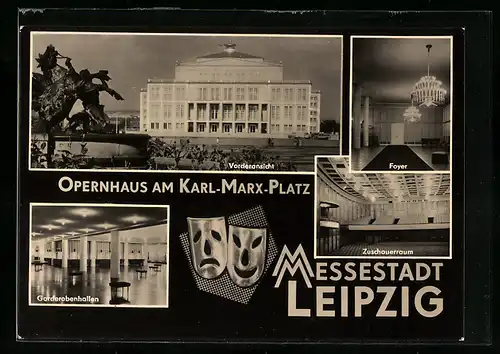 Vorderansicht
Foyer
OPERNHAUS AM KARL-MARX-PLATZ
Zuschauerraum
Garderobenhallen
MESSESTADT
LEIPZIG